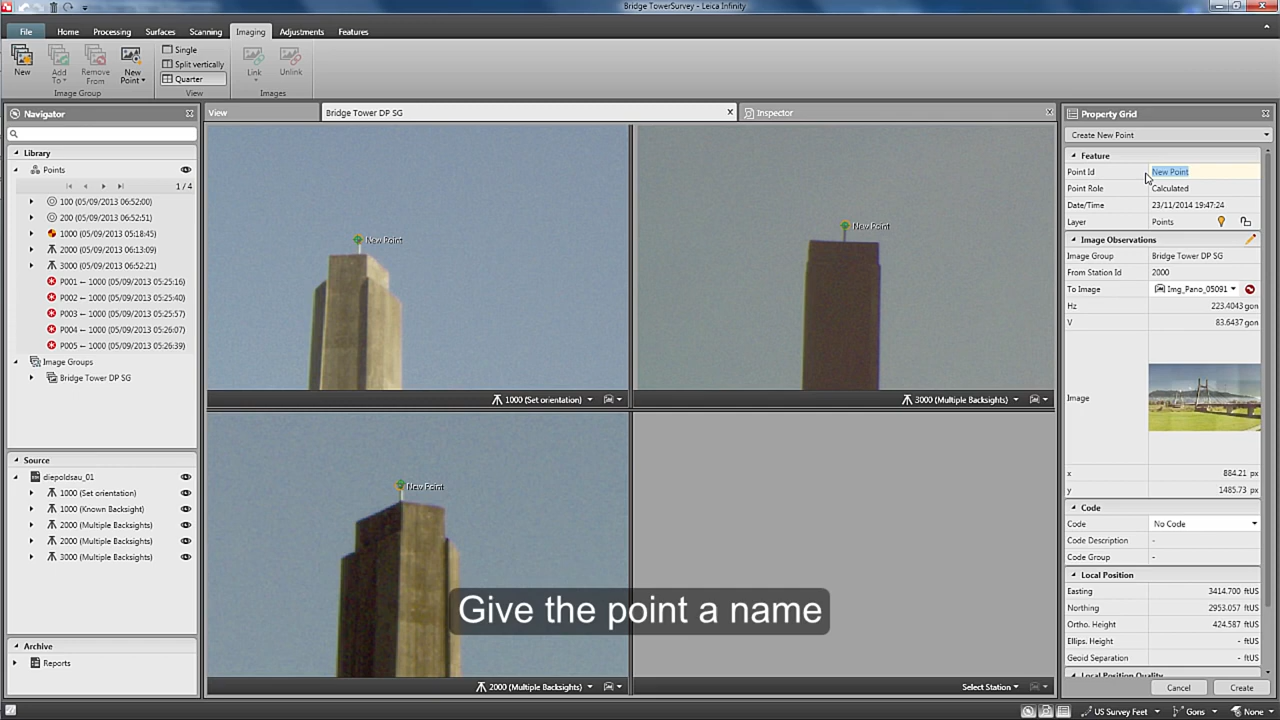 Bridge TowerSurvey - Leica Infinity
File Home Processing Surfaces Scanning Imaging Adjustments Features
New
Add To
Remove From
New Point
Image Group
Single
Split vertically
Quarter
View
Link
Unlink
Images
Navigator
Library
Points
1 / 4
100 (05/09/2013 06:52:00)
200 (05/09/2013 06:52:51)
1000 (05/09/2013 05:18:45)
2000 (05/09/2013 06:13:09)
3000 (05/09/2013 06:52:21)
P001 ← 1000 (05/09/2013 05:25:16)
P002 ← 1000 (05/09/2013 05:25:40)
P003 ← 1000 (05/09/2013 05:25:57)
P004 ← 1000 (05/09/2013 05:26:07)
P005 ← 1000 (05/09/2013 05:26:39)
Image Groups
Bridge Tower DP SG
Source
diepoldsau_01
1000 (Set orientation)
1000 (Known Backsight)
2000 (Multiple Backsights)
2000 (Multiple Backsights)
3000 (Multiple Backsights)
Archive
Reports
View
Bridge Tower DP SG
Inspector
New Point
1000 (Set orientation)
New Point
3000 (Multiple Backsights)
New Point
2000 (Multiple Backsights)
Select Station
Give the point a name
Property Grid
Create New Point
Feature
Point Id New Point
Point Role Calculated
Date/Time 23/11/2014 19:47:24
Layer Points
Image Observations
Image Group Bridge Tower DP SG
From Station Id 2000
To Image Img_Pano_05091
Hz 223.4043 gon
V 83.6437 gon
Image
x 884.21 px
y 1485.73 px
Code
Code No Code
Code Description -
Code Group -
Local Position
Easting 3414.700 ftUS
Northing 2953.057 ftUS
Ortho. Height 424.587 ftUS
Ellips. Height - ftUS
Geoid Separation - ftUS
Local Position Quality
Cancel Create
US Survey Feet Gons None